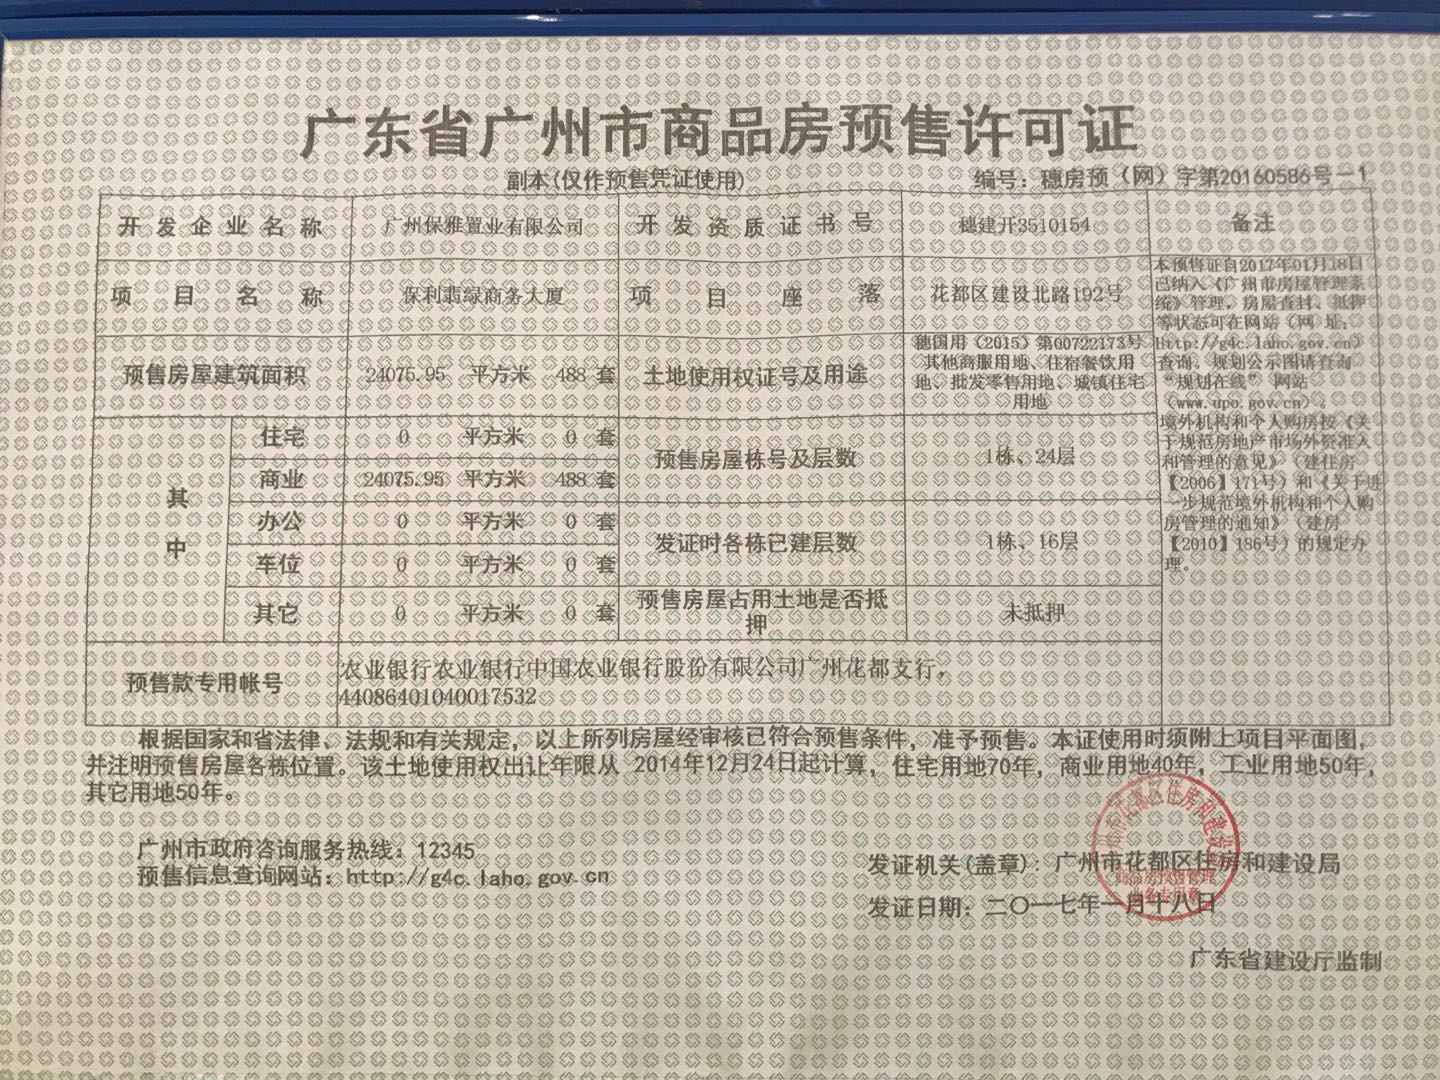 广东省广州市商品房预售许可证
副本(仅作预售凭证使用)
编号：穗房预（网）字第20160586号－1
开发企业名称 广州保雅置业有限公司 开发资质证书号 穗建开3510154 备注
项目名称 保利翡绿商务大厦 项目座落 花都区建设北路192号
预售房屋建筑面积 24075.95 平方米 488 套 土地使用权证号及用途
穗国用（2015）第00722173号
其他商服用地、住宿餐饮用
地、批发零售用地、城镇住宅
用地
其中
住宅 0 平方米 0 套
商业 24075.95 平方米 488 套
办公 0 平方米 0 套
车位 0 平方米 0 套
其它 0 平方米 0 套
预售房屋栋号及层数 1栋、24层
发证时各栋已建层数 1栋、16层
预售房屋占用土地是否抵
押
未抵押
预售款专用帐号
农业银行农业银行中国农业银行股份有限公司广州花都支行，
44086401040017532
本预售证自2017年01月18日
已纳入《广州市房屋管理系
统》管理，房屋查封、抵押
等状态可在网站（网 址：
Http://g4c.laho.gov.cn）
查询。规划公示图请查询
“规划在线” 网站
（www.upo.gov.cn）。
境外机构和个人购房按《关
于规范房地产市场外资准入
和管理的意见》（建住房
【2006】171号）和《关于进
一步规范境外机构和个人购
房管理的通知》（建房
【2010】186号）的规定办
理。
根据国家和省法律、法规和有关规定，以上所列房屋经审核已符合预售条件，准予预售。本证使用时须附上项目平面图，
并注明预售房屋各栋位置。该土地使用权出让年限从 2014年12月24日起计算，住宅用地70年，商业用地40年，工业用地50年，
其它用地50年。
广州市政府咨询服务热线：12345
预售信息查询网站：http://g4c.laho.gov.cn
发证机关(盖章)：广州市花都区住房和建设局
发证日期：二〇一七年一月十八日
广东省建设厅监制